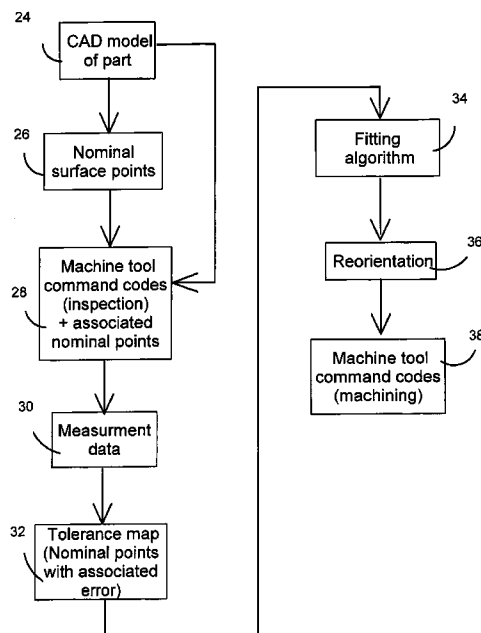 24
CAD model
of part
26
Nominal
surface points
28
Machine tool
command codes
(inspection)
+ associated
nominal points
30
Measurment
data
32
Tolerance map
(Nominal points
with associated
error)
34
Fitting
algorithm
36
Reorientation
38
Machine tool
command codes
(machining)